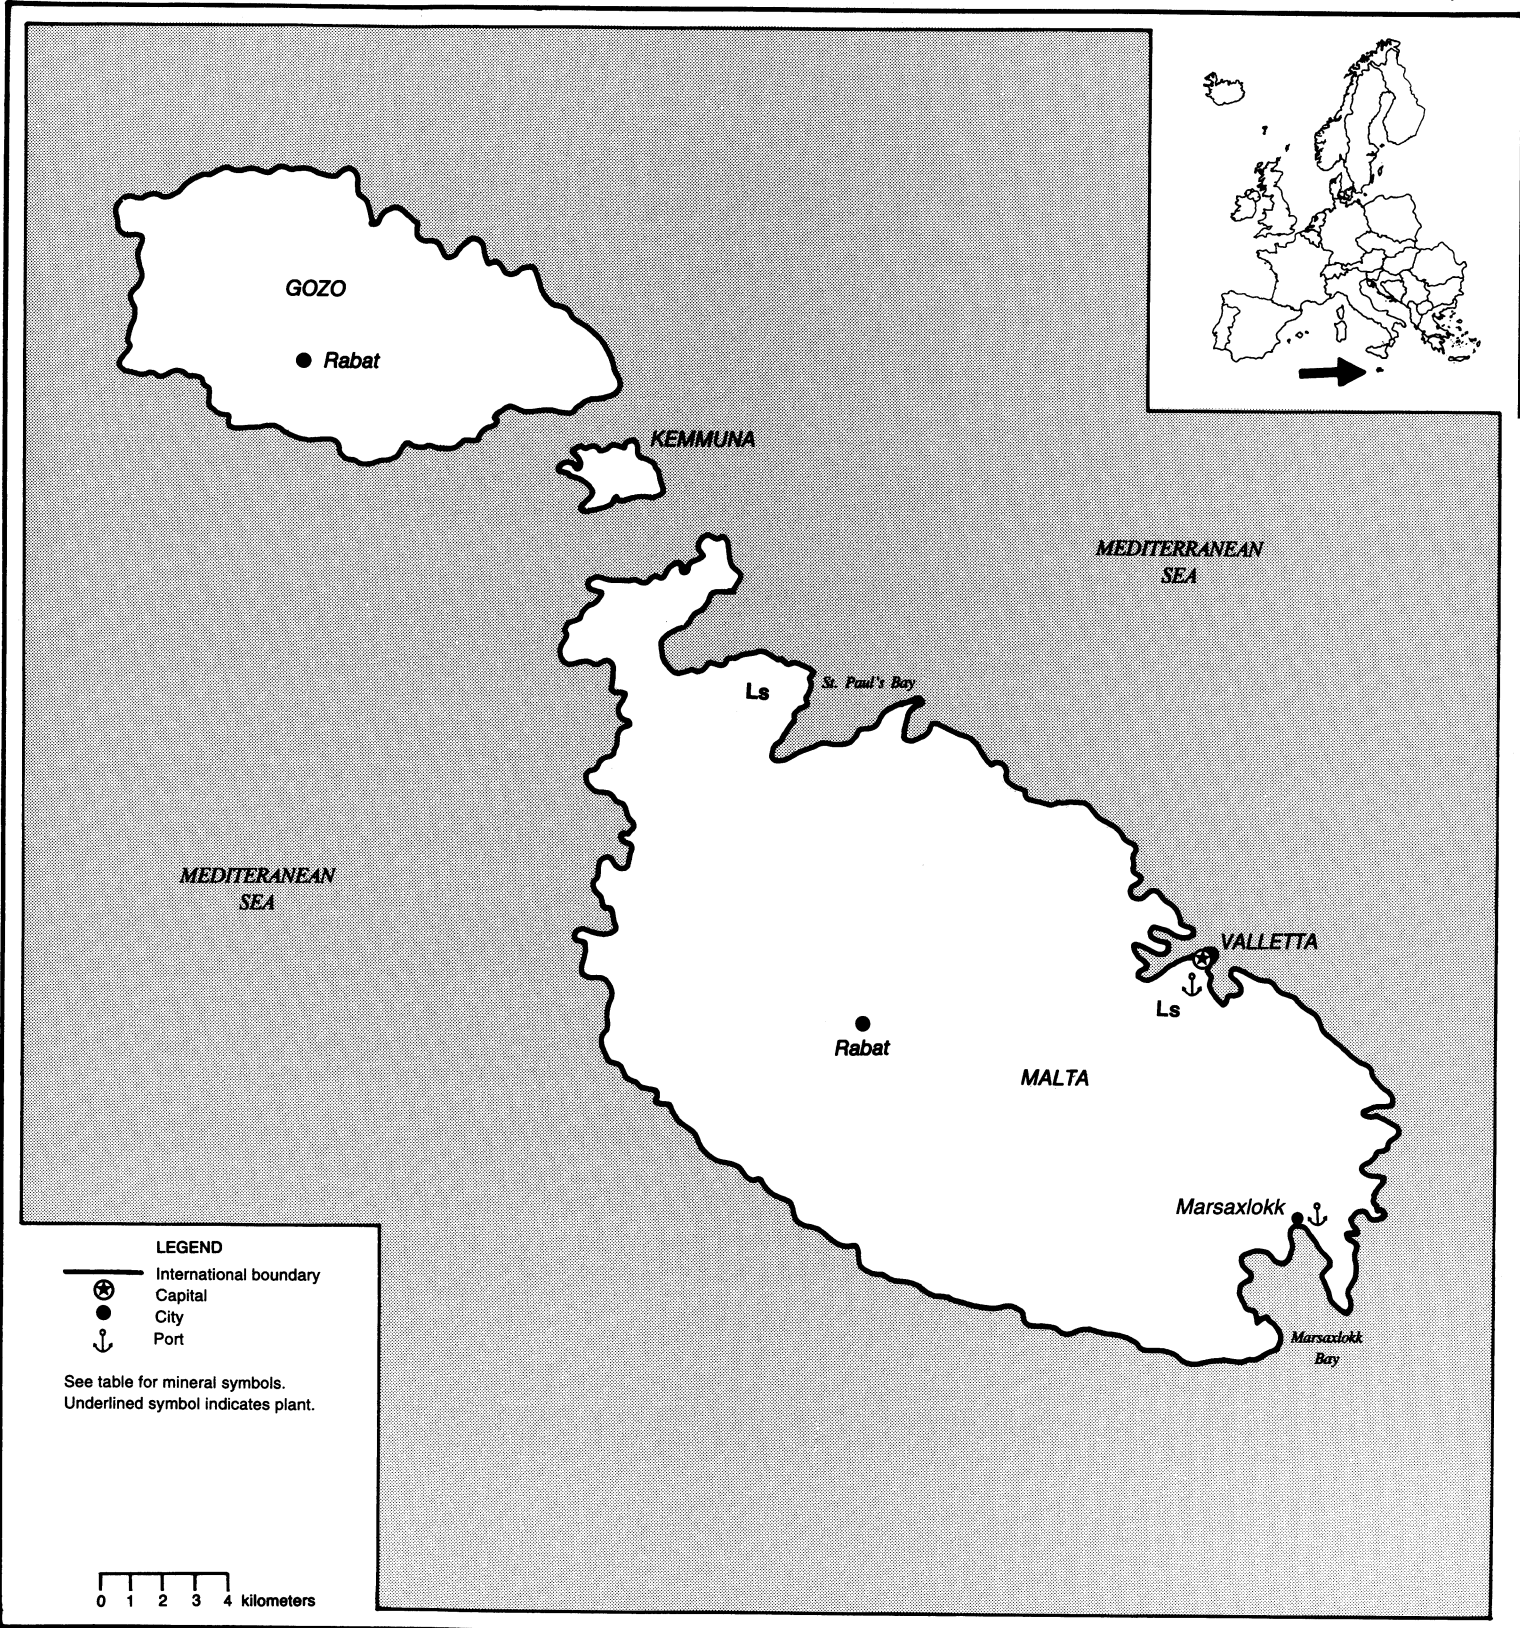 GOZO
Rabat
KEMMUNA
MEDITERRANEAN
SEA
Ls
St. Paul's Bay
MEDITERANEAN
SEA
VALLETTA
Ls
Rabat
MALTA
Marsaxlokk
Marsaxlokk
Bay
LEGEND
International boundary
Capital
City
Port
See table for mineral symbols.
Underlined symbol indicates plant.
0 1 2 3 4 kilometers